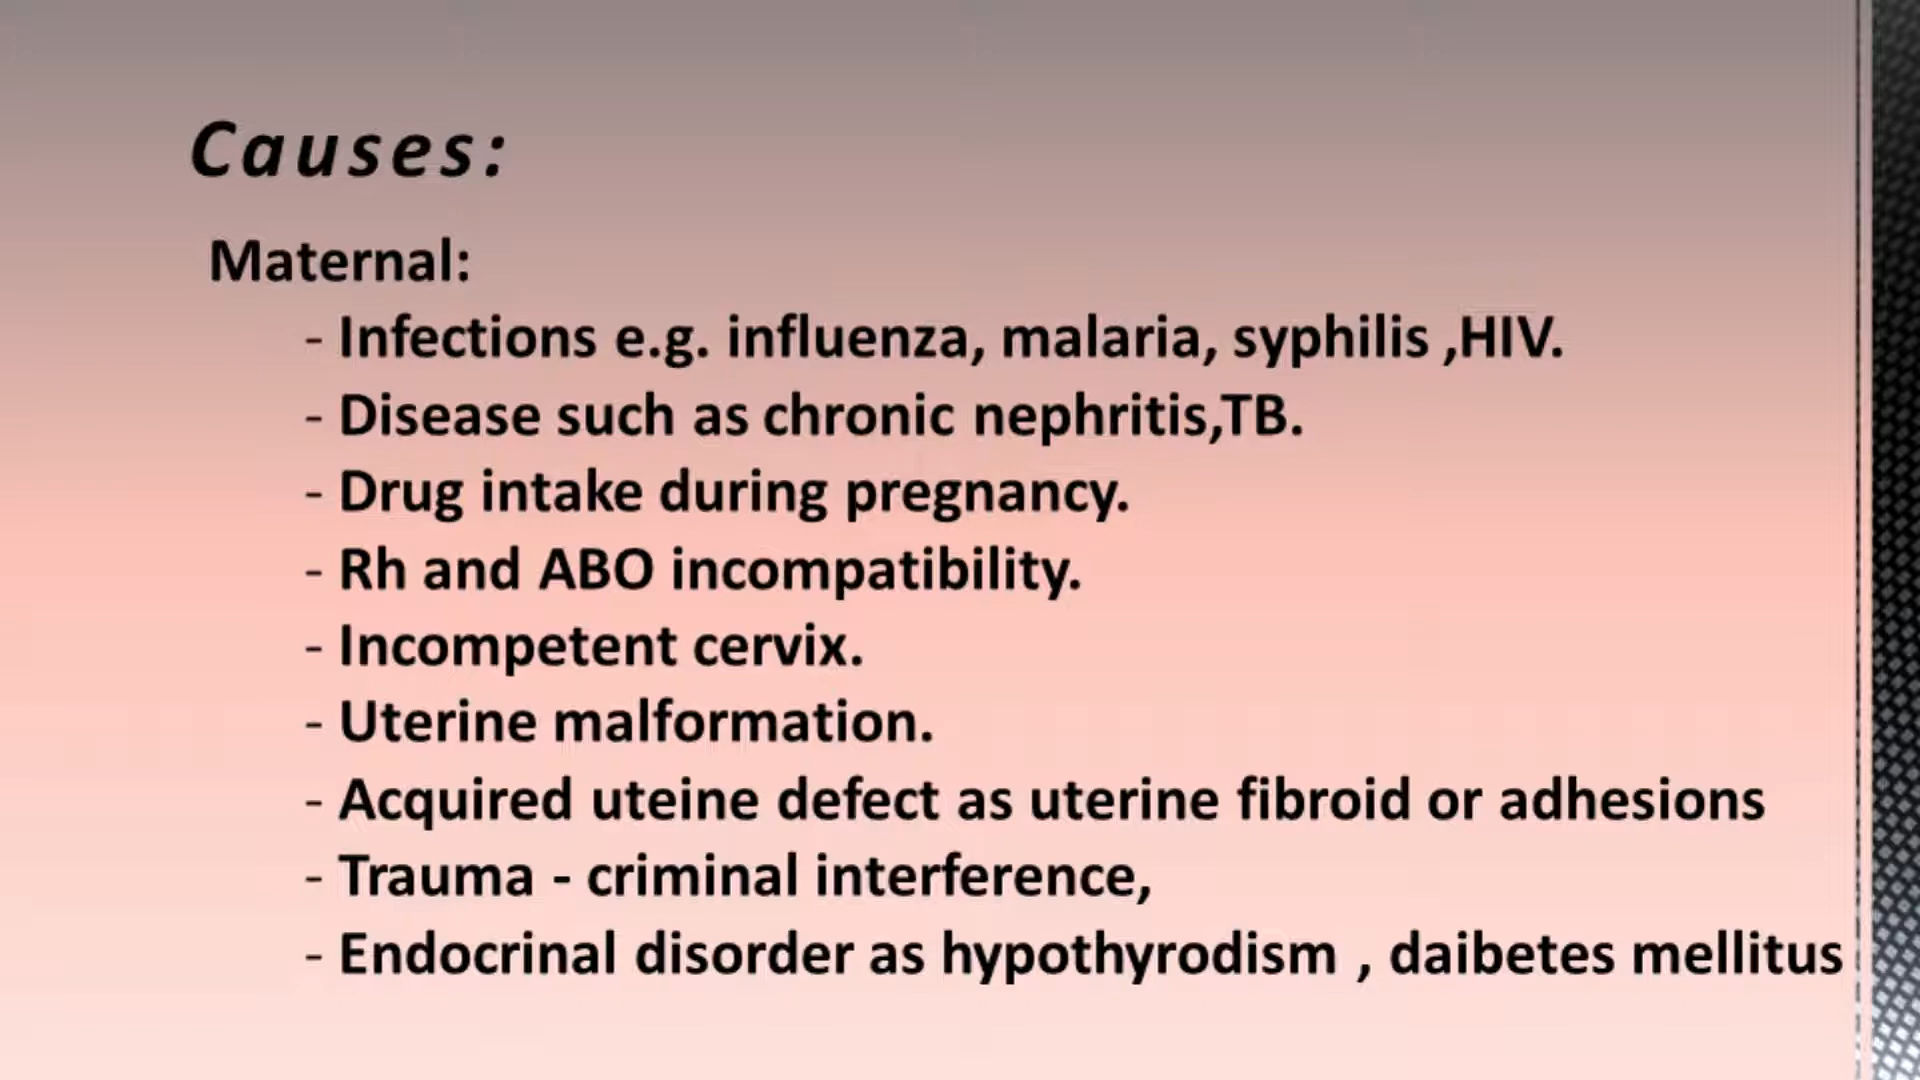 Causes:
Maternal:
- Infections e.g. influenza, malaria, syphilis ,HIV.
- Disease such as chronic nephritis,TB.
- Drug intake during pregnancy.
- Rh and ABO incompatibility.
- Incompetent cervix.
- Uterine malformation.
- Acquired uteine defect as uterine fibroid or adhesions
- Trauma - criminal interference,
- Endocrinal disorder as hypothyrodism , daibetes mellitus